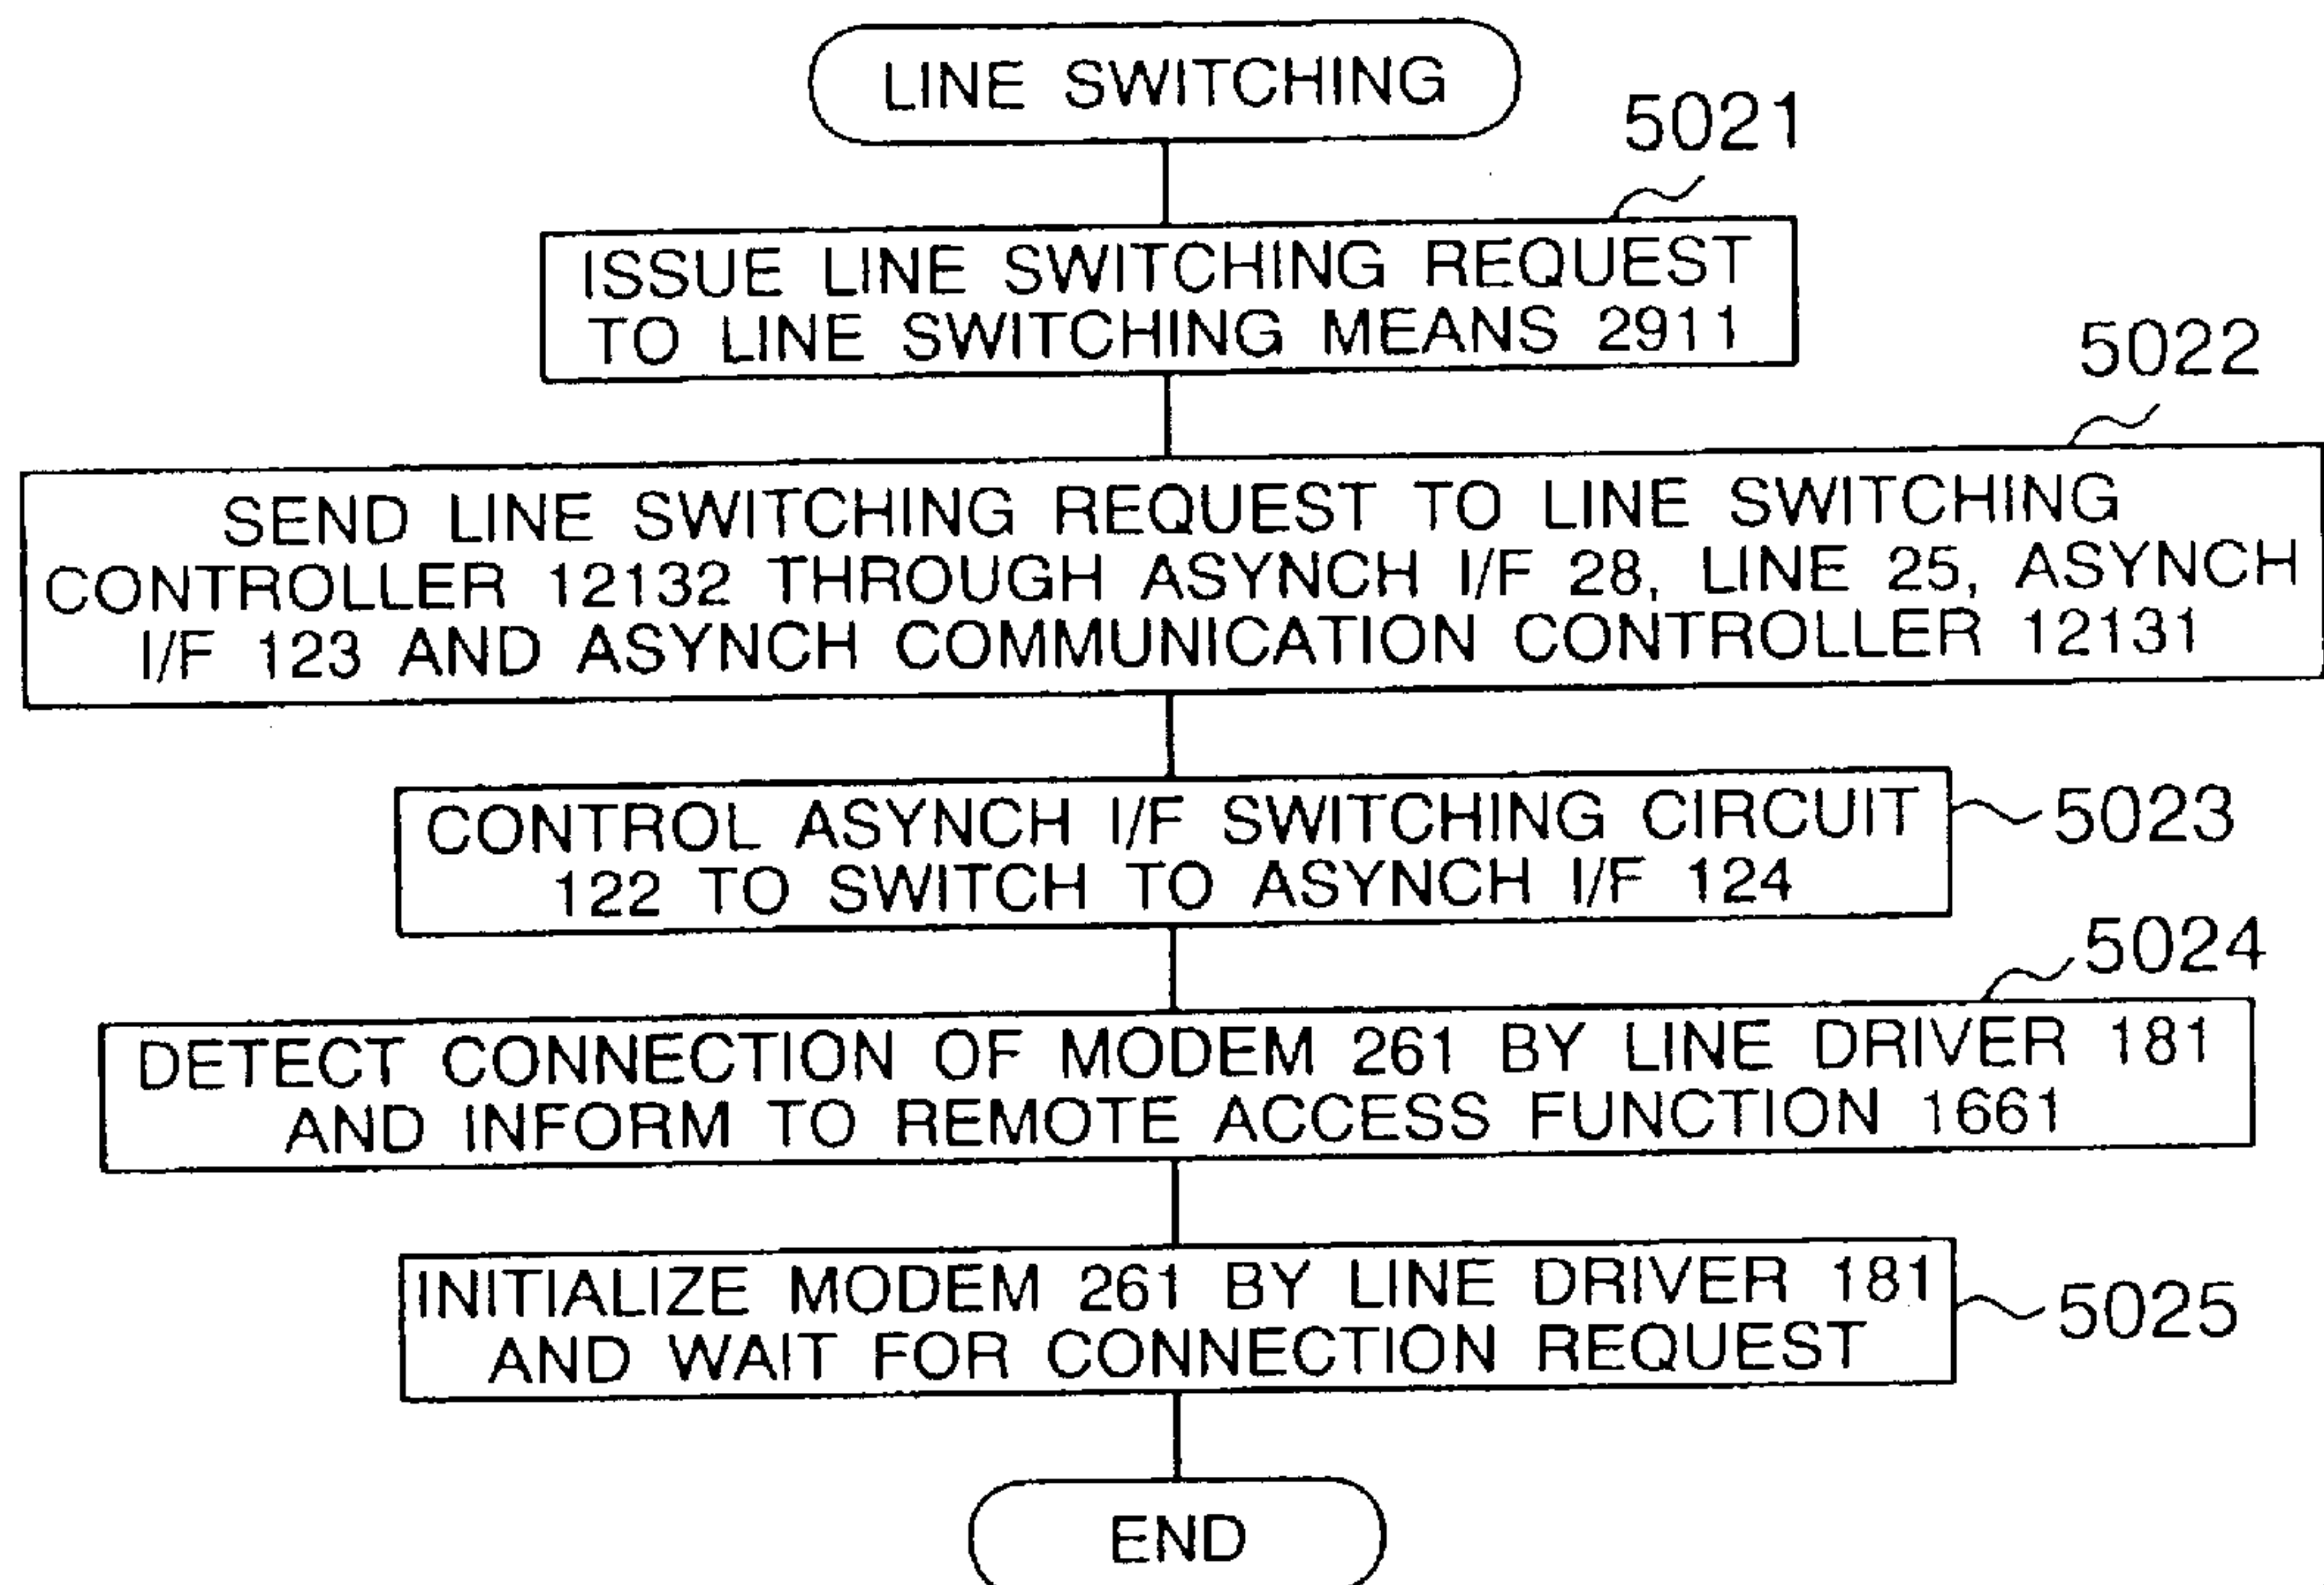 LINE SWITCHING
5021
ISSUE LINE SWITCHING REQUEST
TO LINE SWITCHING MEANS 2911
5022
SEND LINE SWITCHING REQUEST TO LINE SWITCHING
CONTROLLER 12132 THROUGH ASYNCH I/F 28, LINE 25, ASYNCH
I/F 123 AND ASYNCH COMMUNICATION CONTROLLER 12131
CONTROL ASYNCH I/F SWITCHING CIRCUIT
122 TO SWITCH TO ASYNCH I/F 124
5023
5024
DETECT CONNECTION OF MODEM 261 BY LINE DRIVER 181
AND INFORM TO REMOTE ACCESS FUNCTION 1661
INITIALIZE MODEM 261 BY LINE DRIVER 181
AND WAIT FOR CONNECTION REQUEST
5025
END